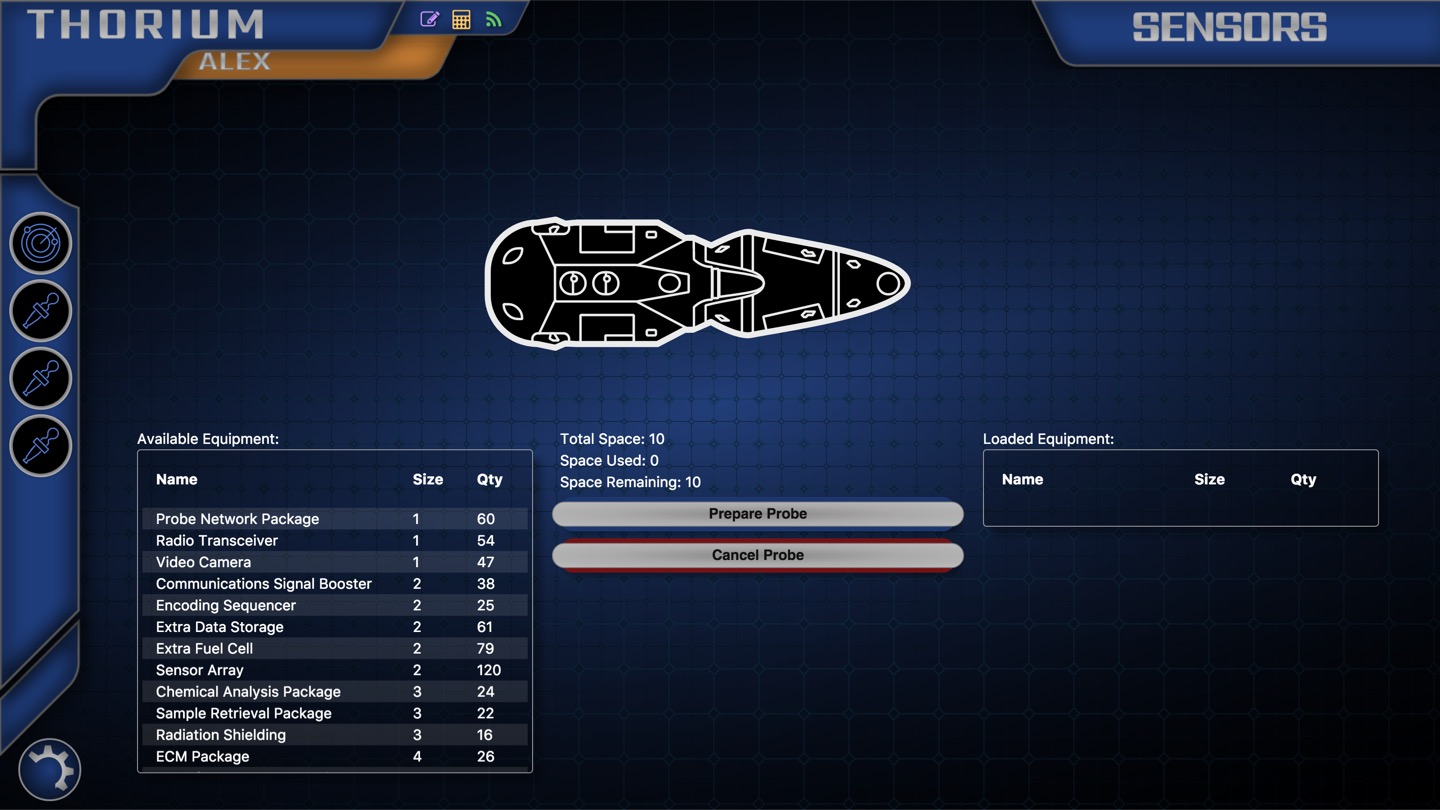 THORIUM
SENSORS
ALEX
Available Equipment:
Name Size Qty
Probe Network Package 1 60
Radio Transceiver 1 54
Video Camera 1 47
Communications Signal Booster 2 38
Encoding Sequencer 2 25
Extra Data Storage 2 61
Extra Fuel Cell 2 79
Sensor Array 2 120
Chemical Analysis Package 3 24
Sample Retrieval Package 3 22
Radiation Shielding 3 16
ECM Package 4 26
Total Space: 10
Space Used: 0
Space Remaining: 10
Prepare Probe
Cancel Probe
Loaded Equipment:
Name Size Qty